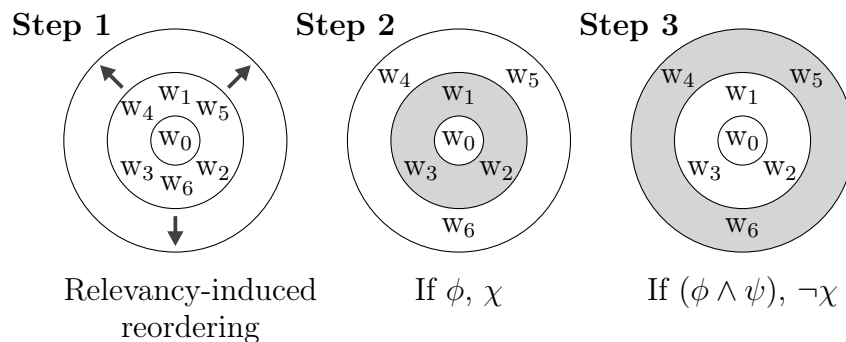 Step 1 Step 2 Step 3
w₁ w₄ w₅ w₀ w₃ w₂ w₆
w₄ w₅ w₁ w₀ w₃ w₂ w₆
w₄ w₅ w₁ w₀ w₃ w₂ w₆
Relevancy-induced
reordering
If ϕ, χ
If (ϕ ∧ ψ), ¬χ